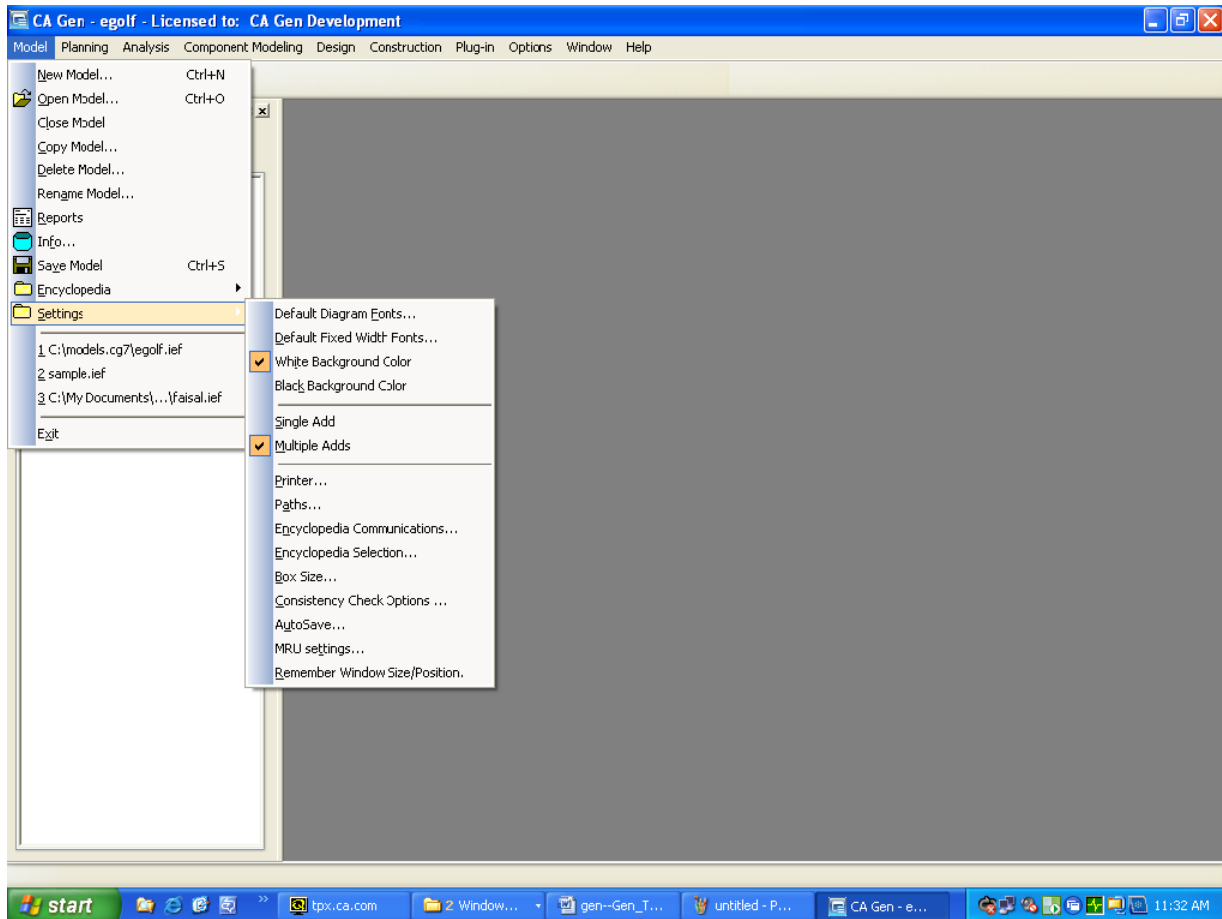 CA Gen - egolf - Licensed to: CA Gen Development
Model Planning Analysis Component Modeling Design Construction Plug-in Options Window Help
New Model... Ctrl+N
Open Model... Ctrl+O
Close Model
Copy Model...
Delete Model...
Rename Model...
Reports
Info...
Save Model Ctrl+S
Encyclopedia
Settings
1 C:\models.cg7\egolf.ief
2 sample.ief
3 C:\My Documents\...\faisal.ief
Exit
Default Diagram Fonts...
Default Fixed Width Fonts...
White Background Color
Black Background Color
Single Add
Multiple Adds
Printer...
Paths...
Encyclopedia Communications...
Encyclopedia Selection...
Box Size...
Consistency Check Options ...
AutoSave...
MRU settings...
Remember Window Size/Position.
start tpx.ca.com 2 Window... gen--Gen_T... untitled - P... CA Gen - e... 11:32 AM